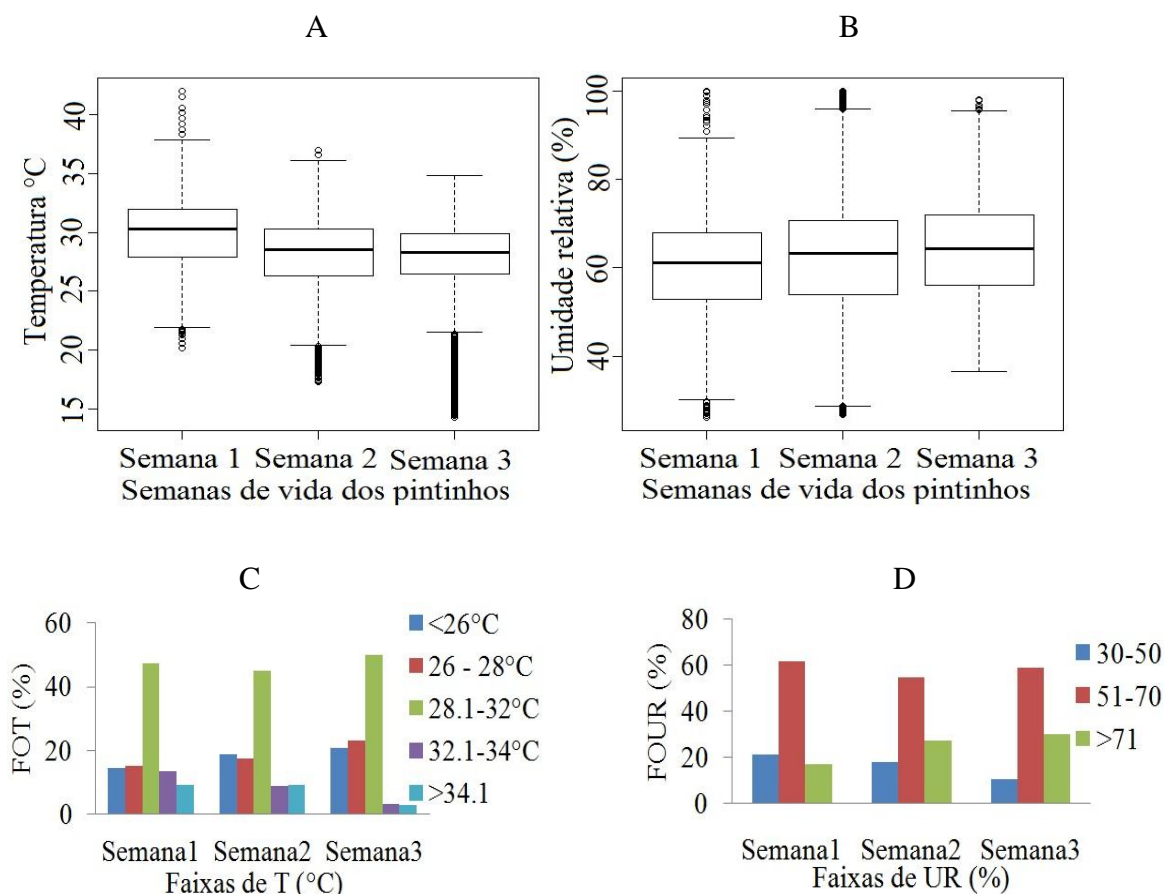 A
B
Temperatura °C
40
35
30
25
20
15
Semana 1 Semana 2 Semana 3
Semanas de vida dos pintinhos
Umidade relativa (%)
100
80
60
40
Semana 1 Semana 2 Semana 3
Semanas de vida dos pintinhos
C
D
FOT (%)
60
40
20
0
<26°C
26 - 28°C
28.1-32°C
32.1-34°C
>34.1
Semana1 Semana2 Semana3
Faixas de T (°C)
FOUR (%)
80
60
40
20
0
30-50
51-70
>71
Semana1 Semana2 Semana3
Faixas de UR (%)